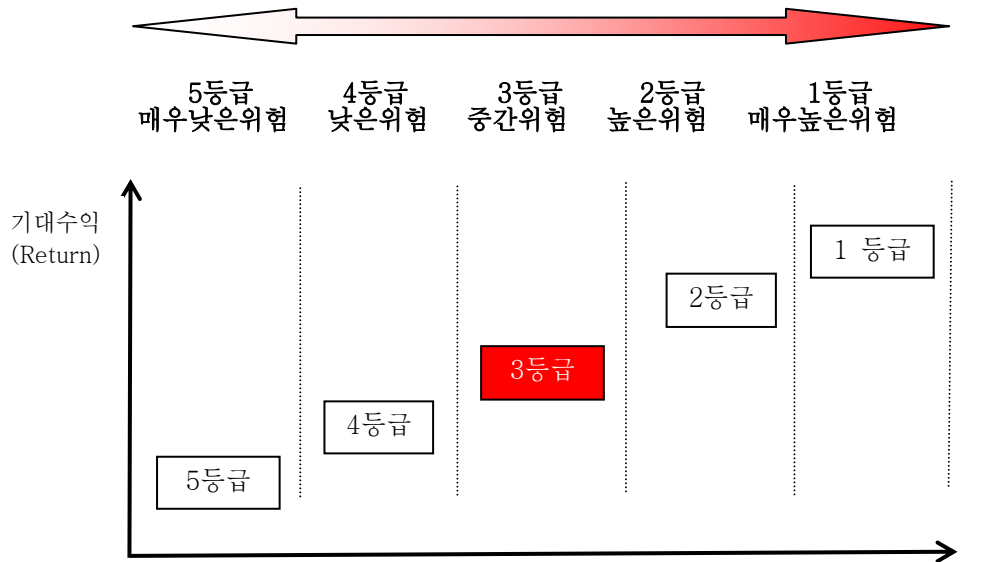 5등급 4등급 3등급 2등급 1등급
매우낮은위험 낮은위험 중간위험 높은위험 매우높은위험
기대수익
(Return)
1 등급
2등급
3등급
4등급
5등급